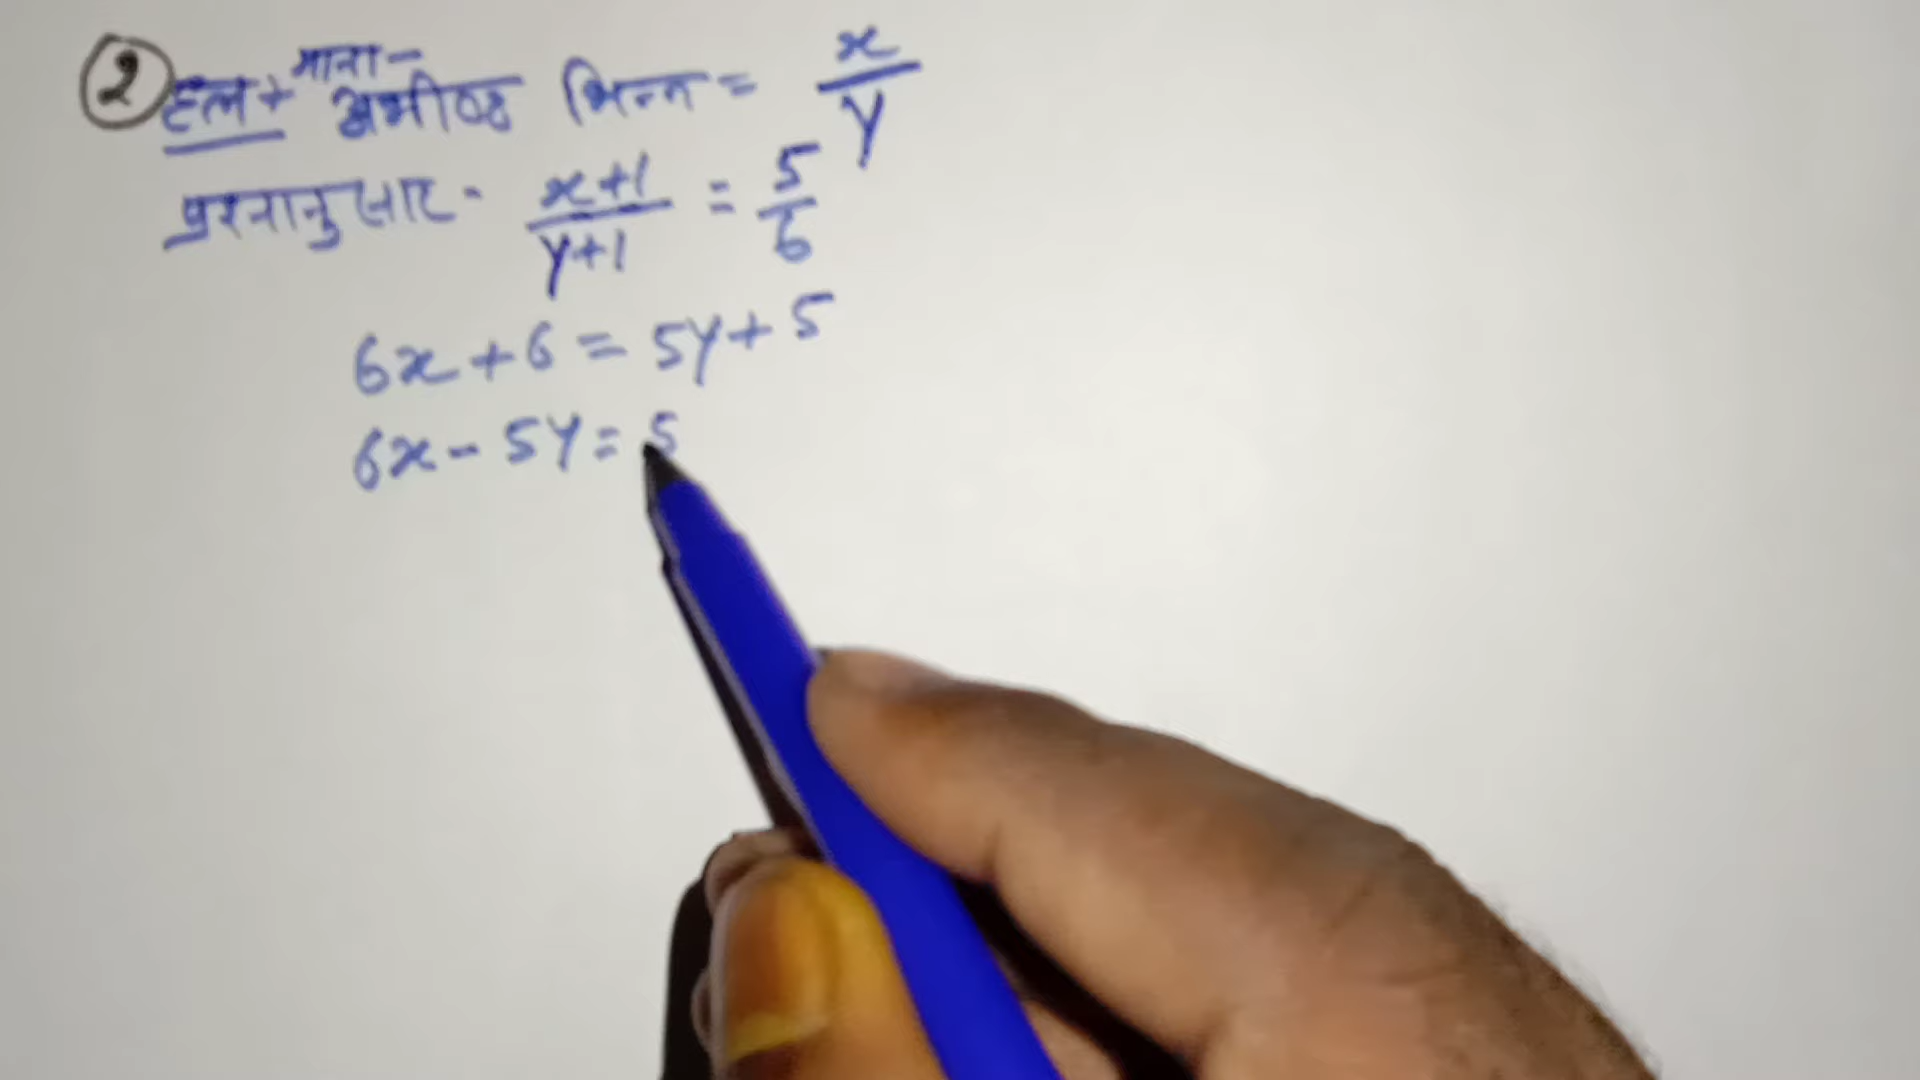 2 हल→ माना-
अभीष्ठ भिन्न = x/y
प्रश्नानुसार - x+1/y+1 = 5/6
6x + 6 = 5y + 5
6x - 5y = 5